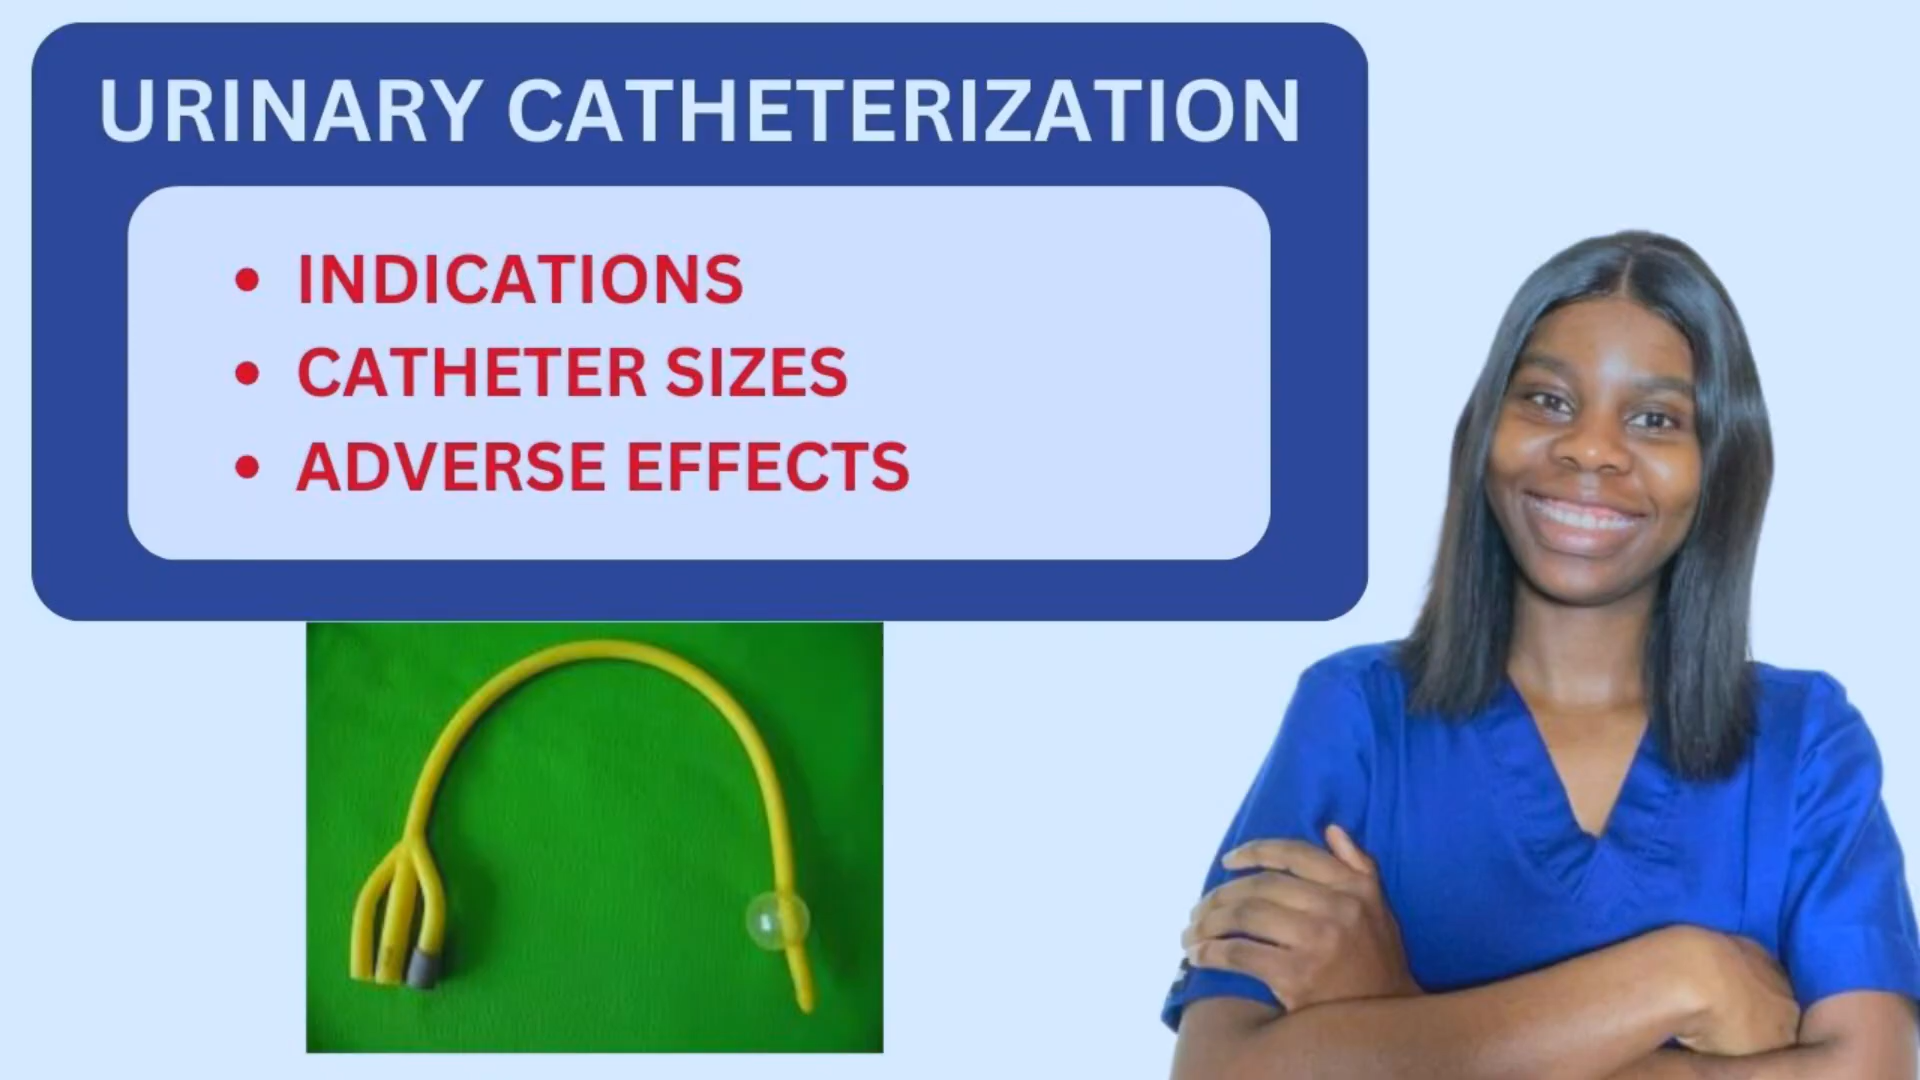 URINARY CATHETERIZATION
• INDICATIONS
• CATHETER SIZES
• ADVERSE EFFECTS